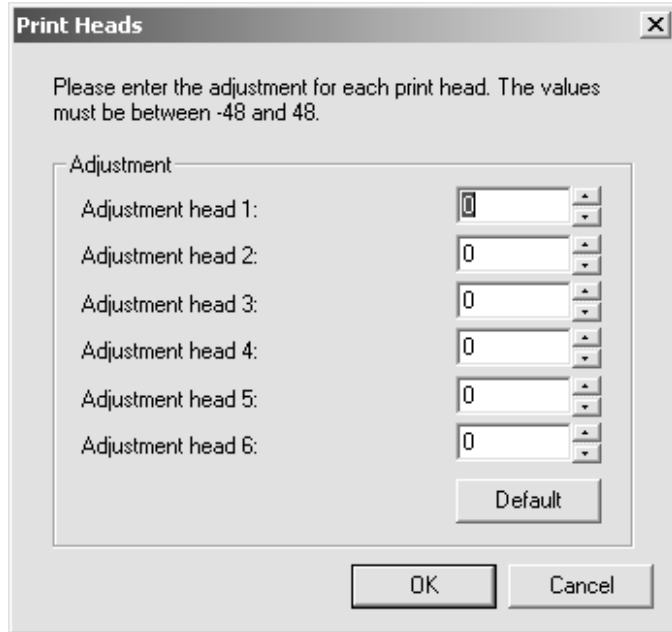 Print Heads
Please enter the adjustment for each print head. The values
must be between -48 and 48.
Adjustment
Adjustment head 1: 0
Adjustment head 2: 0
Adjustment head 3: 0
Adjustment head 4: 0
Adjustment head 5: 0
Adjustment head 6: 0
Default
OK Cancel